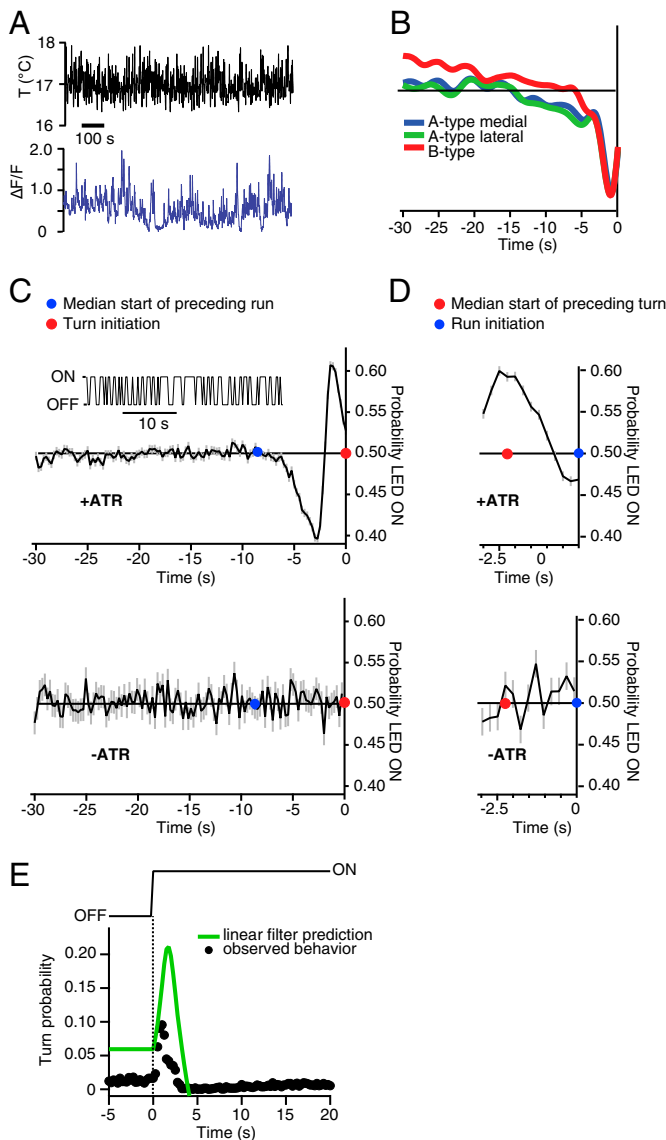 A
18
17
16
T (°C)
100 s
2.0
1.0
0
ΔF/F
B
A-type medial
A-type lateral
B-type
-30 -25 -20 -15 -10 -5 0
Time (s)
C
Median start of preceding run
Turn initiation
ON
OFF
10 s
+ATR
0.60
0.55
0.50
0.45
0.40
Probability LED ON
-30 -25 -20 -15 -10 -5 0
Time (s)
D
Median start of preceding turn
Run initiation
+ATR
0.60
0.55
0.50
0.45
0.40
Probability LED ON
-2.5 0
Time (s)
-ATR
0.60
0.55
0.50
0.45
0.40
Probability LED ON
-30 -25 -20 -15 -10 -5 0
Time (s)
-ATR
0.60
0.55
0.50
0.45
0.40
Probability LED ON
-2.5 0
Time (s)
E
ON
OFF
linear filter prediction
observed behavior
0.20
0.15
0.10
0.05
0
Turn probability
-5 0 5 10 15 20
Time (s)